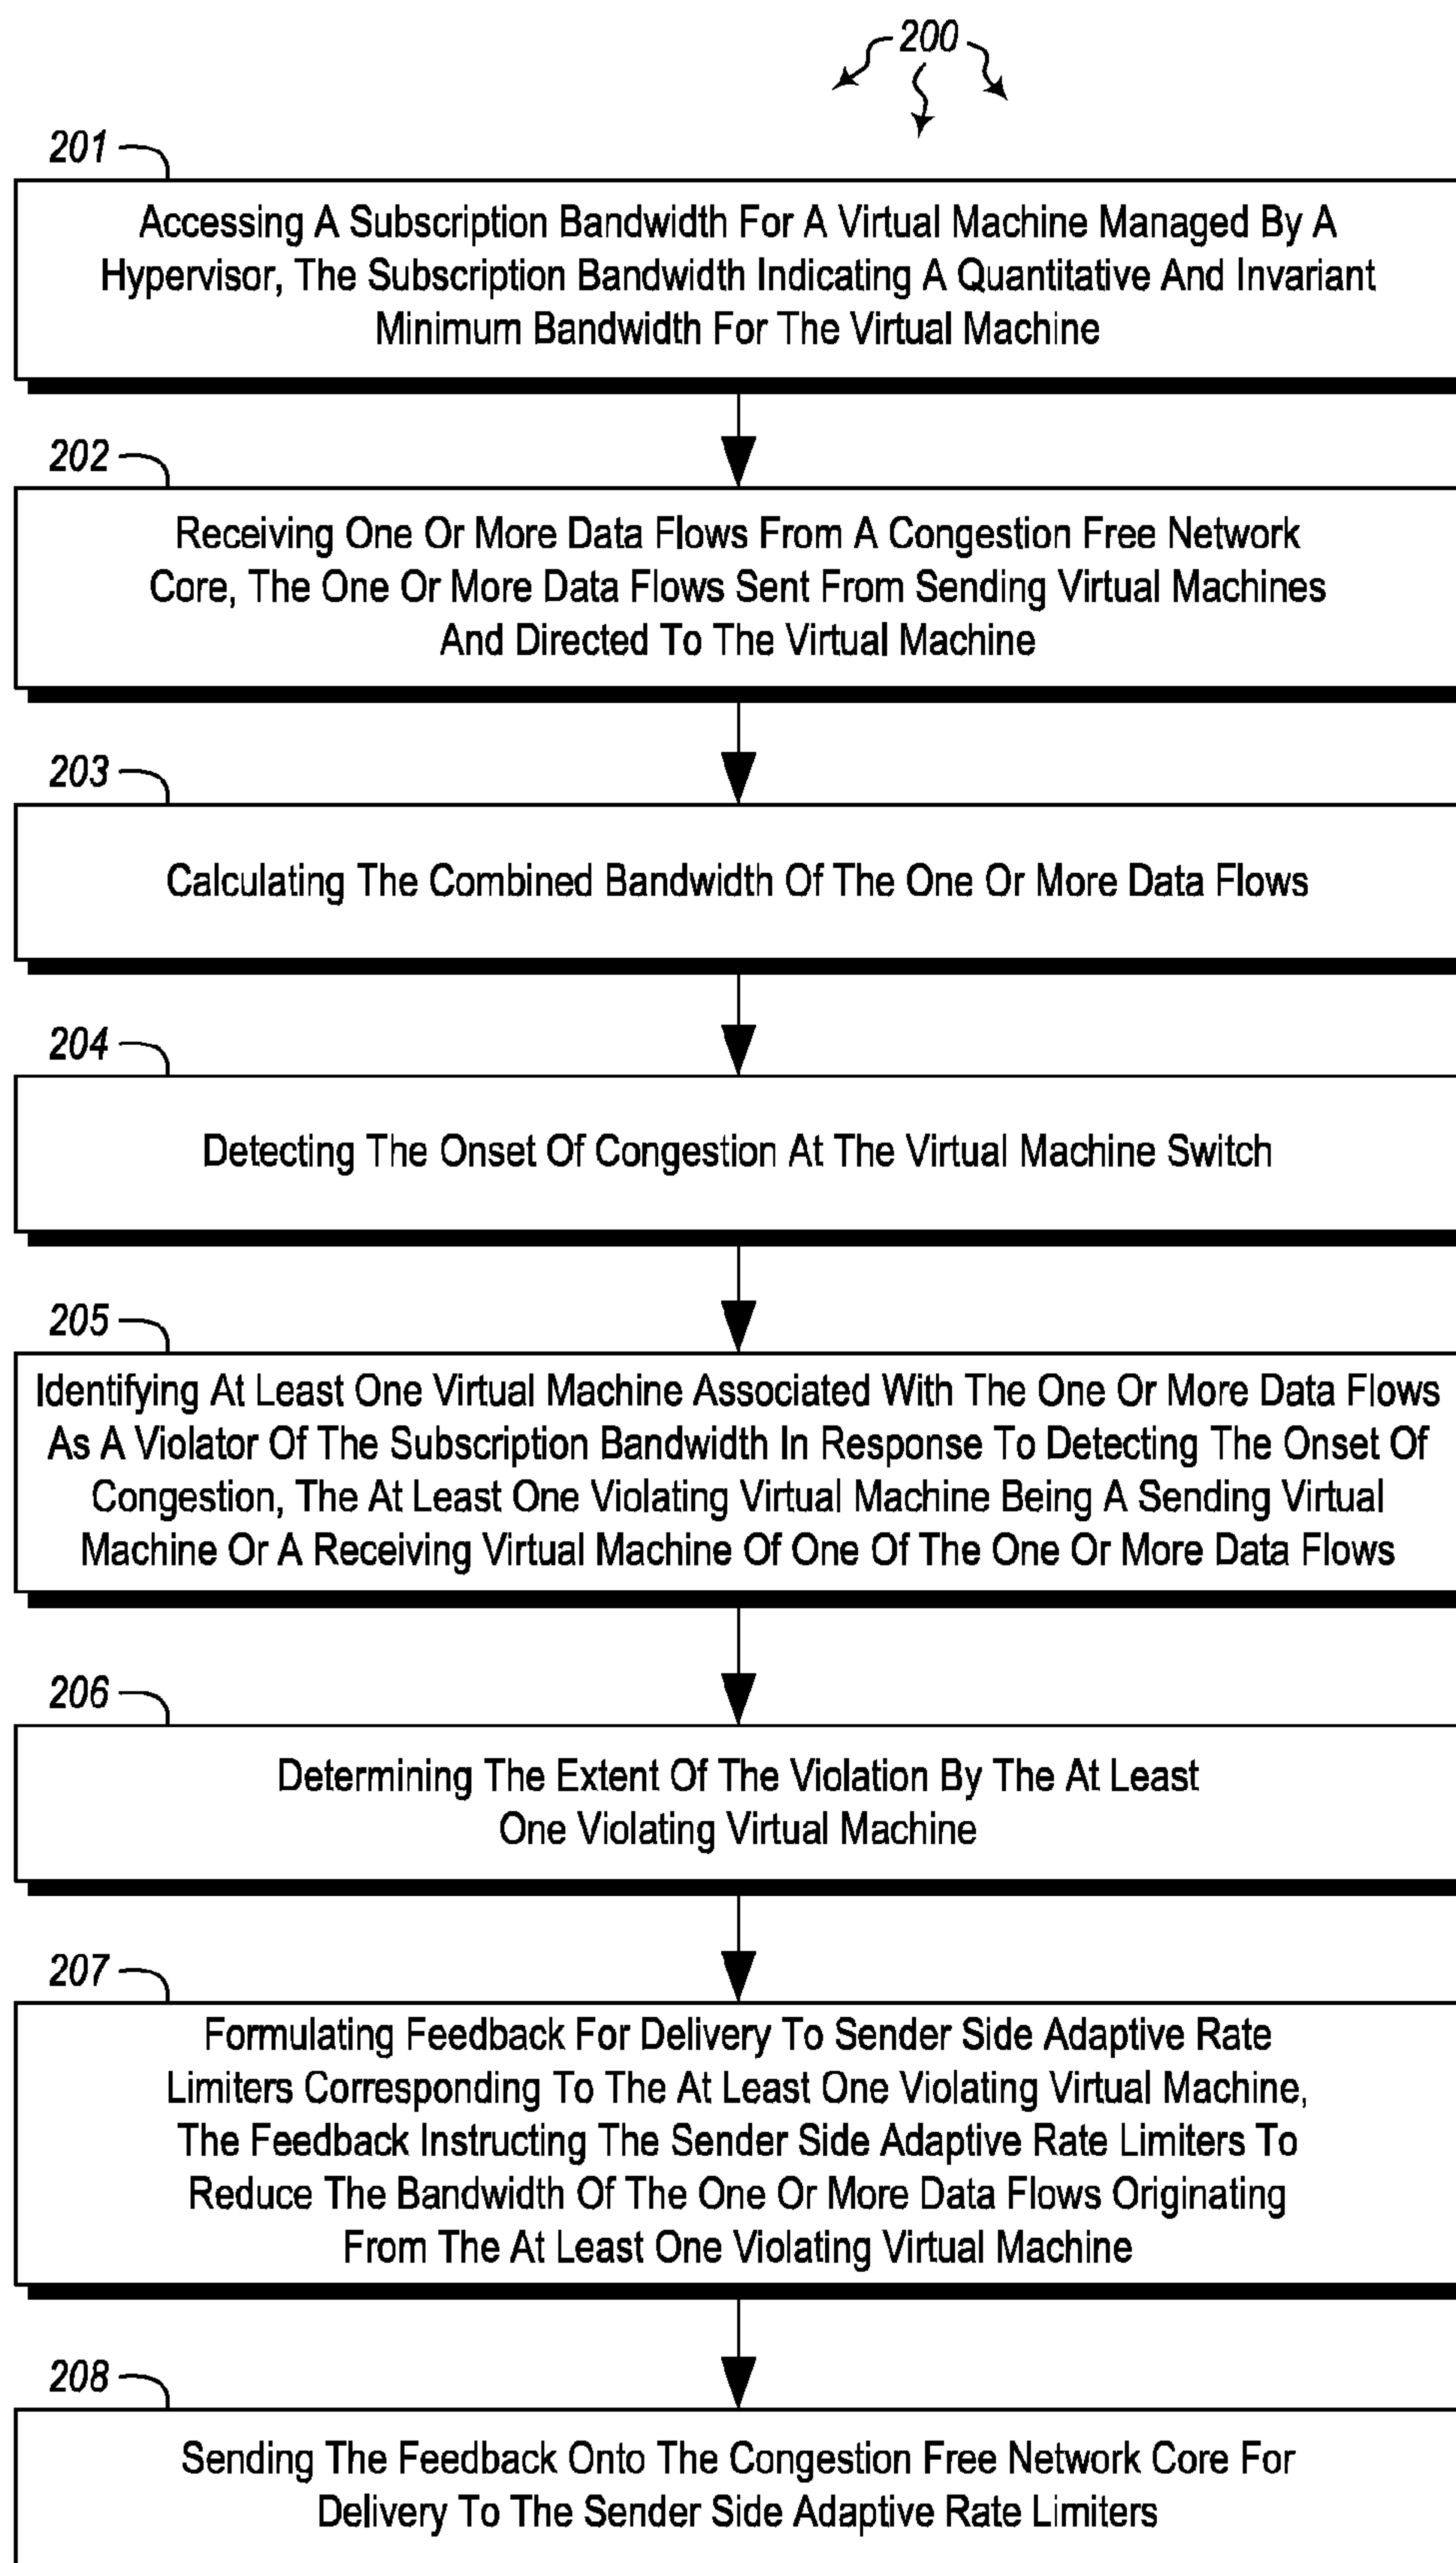 200
201
Accessing A Subscription Bandwidth For A Virtual Machine Managed By A
Hypervisor, The Subscription Bandwidth Indicating A Quantitative And Invariant
Minimum Bandwidth For The Virtual Machine
202
Receiving One Or More Data Flows From A Congestion Free Network
Core, The One Or More Data Flows Sent From Sending Virtual Machines
And Directed To The Virtual Machine
203
Calculating The Combined Bandwidth Of The One Or More Data Flows
204
Detecting The Onset Of Congestion At The Virtual Machine Switch
205
Identifying At Least One Virtual Machine Associated With The One Or More Data Flows
As A Violator Of The Subscription Bandwidth In Response To Detecting The Onset Of
Congestion, The At Least One Violating Virtual Machine Being A Sending Virtual
Machine Or A Receiving Virtual Machine Of One Of The One Or More Data Flows
206
Determining The Extent Of The Violation By The At Least
One Violating Virtual Machine
207
Formulating Feedback For Delivery To Sender Side Adaptive Rate
Limiters Corresponding To The At Least One Violating Virtual Machine,
The Feedback Instructing The Sender Side Adaptive Rate Limiters To
Reduce The Bandwidth Of The One Or More Data Flows Originating
From The At Least One Violating Virtual Machine
208
Sending The Feedback Onto The Congestion Free Network Core For
Delivery To The Sender Side Adaptive Rate Limiters